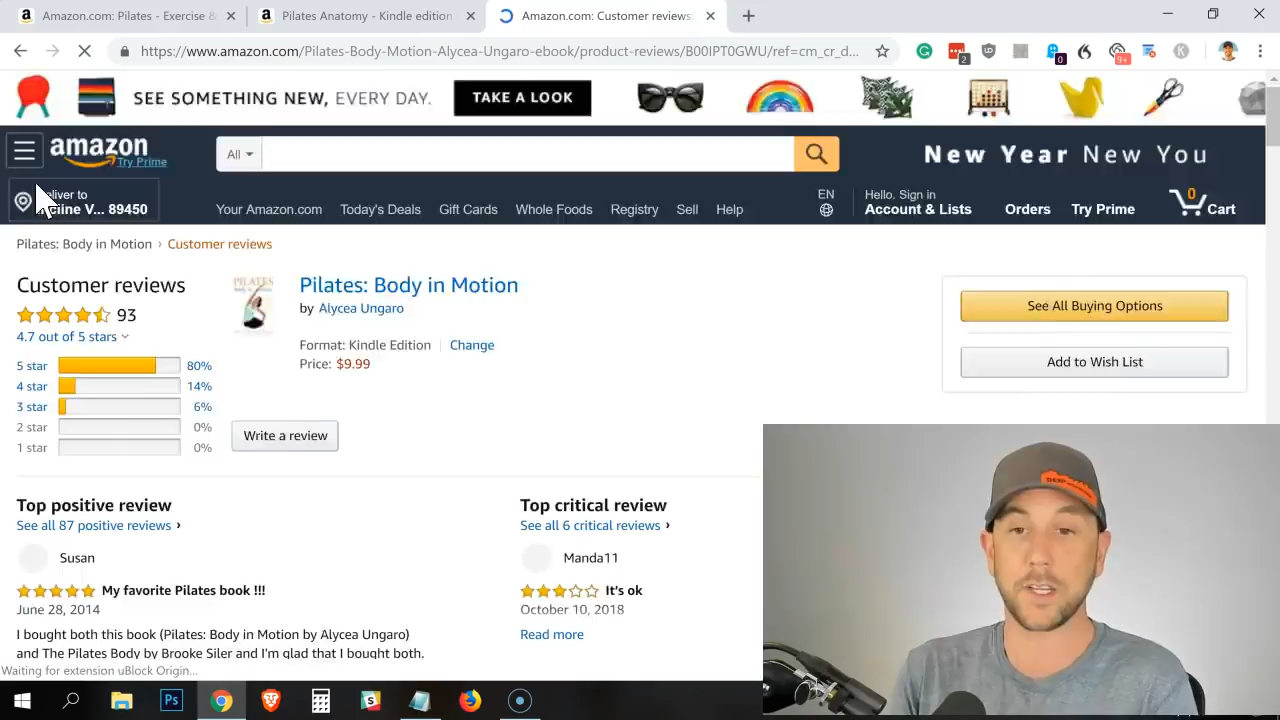 Amazon.com: Pilates - Exercise &
Pilates Anatomy - Kindle edition
Amazon.com: Customer reviews:
https://www.amazon.com/Pilates-Body-Motion-Alycea-Ungaro-ebook/product-reviews/B00IPT0GWU/ref=cm_cr_d...
2
0
9+
SEE SOMETHING NEW, EVERY DAY.
TAKE A LOOK
amazon
Try Prime
All
New Year New You
eliver to
V... 89450
Your Amazon.com
Today's Deals
Gift Cards
Whole Foods
Registry
Sell
Help
EN
Hello. Sign in
Account & Lists
Orders
Try Prime
0
Cart
Pilates: Body in Motion › Customer reviews
Customer reviews
93
4.7 out of 5 stars
5 star 80%
4 star 14%
3 star 6%
2 star 0%
1 star 0%
PILATES
Pilates: Body in Motion
by Alycea Ungaro
Format: Kindle Edition
Change
Price: $9.99
Write a review
See All Buying Options
Add to Wish List
Top positive review
See all 87 positive reviews ›
Susan
My favorite Pilates book !!!
June 28, 2014
I bought both this book (Pilates: Body in Motion by Alycea Ungaro)
and The Pilates Body by Brooke Siler and I'm glad that I bought both.
Top critical review
See all 6 critical reviews ›
Manda11
It's ok
October 10, 2018
Read more
Waiting for extension uBlock Origin...
Ps